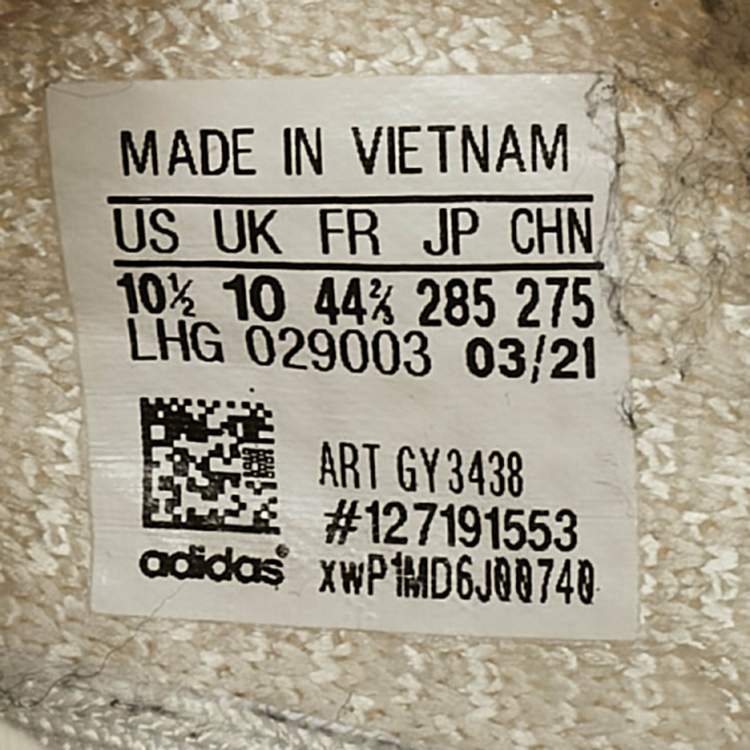 MADE IN VIETNAM
US UK FR JP CHN
10½ 10 44⅔ 285 275
LHG 029003 03/21
ART GY3438
#127191553
adidas®
xwP1MD6J00740